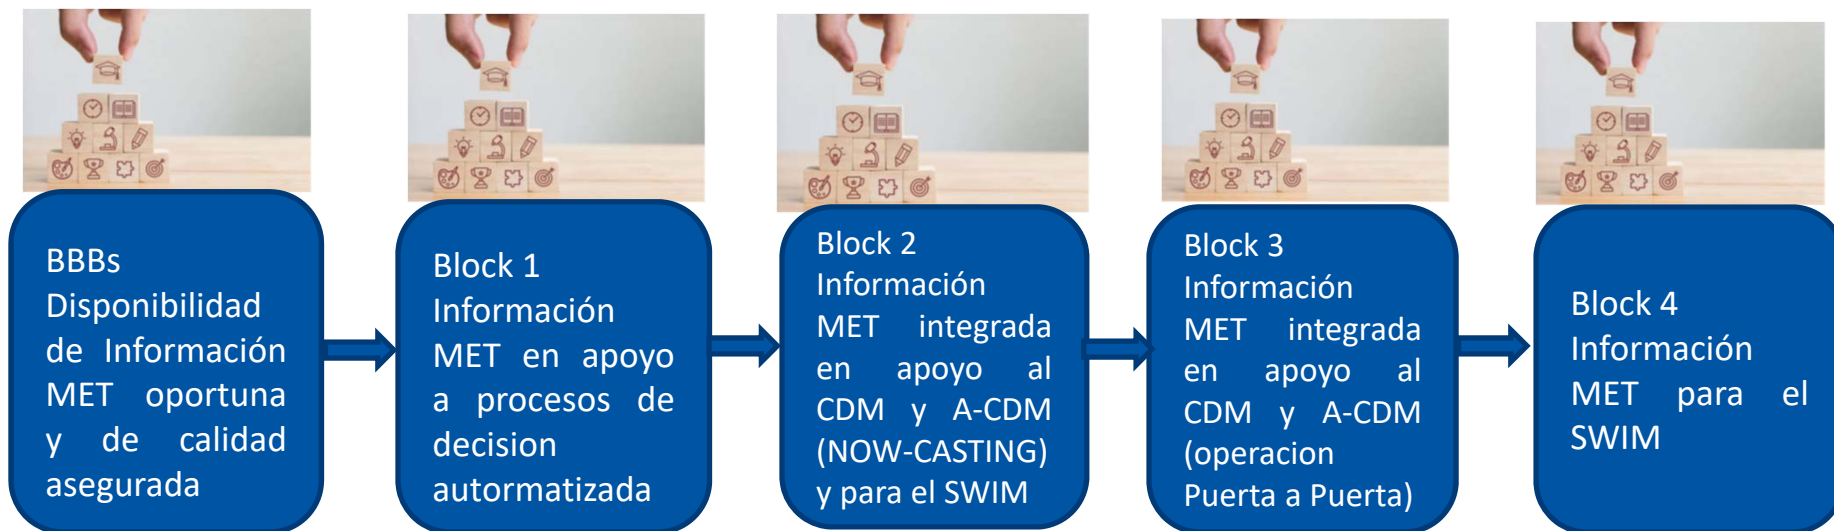 BBBs
Disponibilidad
de Información
MET oportuna
y de calidad
asegurada
Block 1
Información
MET en apoyo
a procesos de
decision
autormatizada
Block 2
Información
MET integrada
en apoyo al
CDM y A-CDM
(NOW-CASTING)
y para el SWIM
Block 3
Información
MET integrada
en apoyo al
CDM y A-CDM
(operacion
Puerta a Puerta)
Block 4
Información
MET para el
SWIM